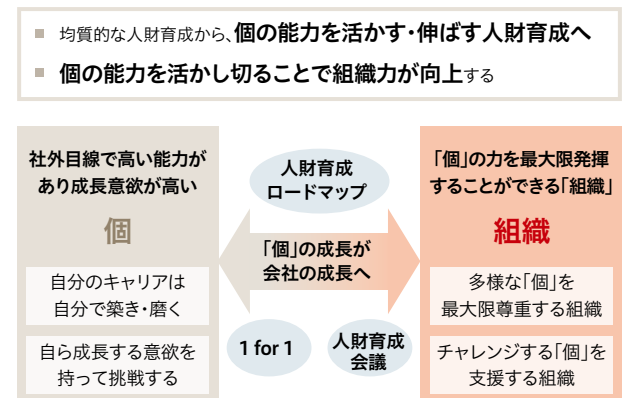 均質的な人財育成から、個の能力を活かす・伸ばす人財育成へ
個の能力を活かし切ることで組織力が向上する
社外目線で高い能力が
あり成長意欲が高い
個
自分のキャリアは
自分で築き・磨く
自ら成長する意欲を
持って挑戦する
人財育成
ロードマップ
「個」の成長が
会社の成長へ
1 for 1
人財育成
会議
「個」の力を最大限発揮
することができる「組織」
組織
多様な「個」を
最大限尊重する組織
チャレンジする「個」を
支援する組織